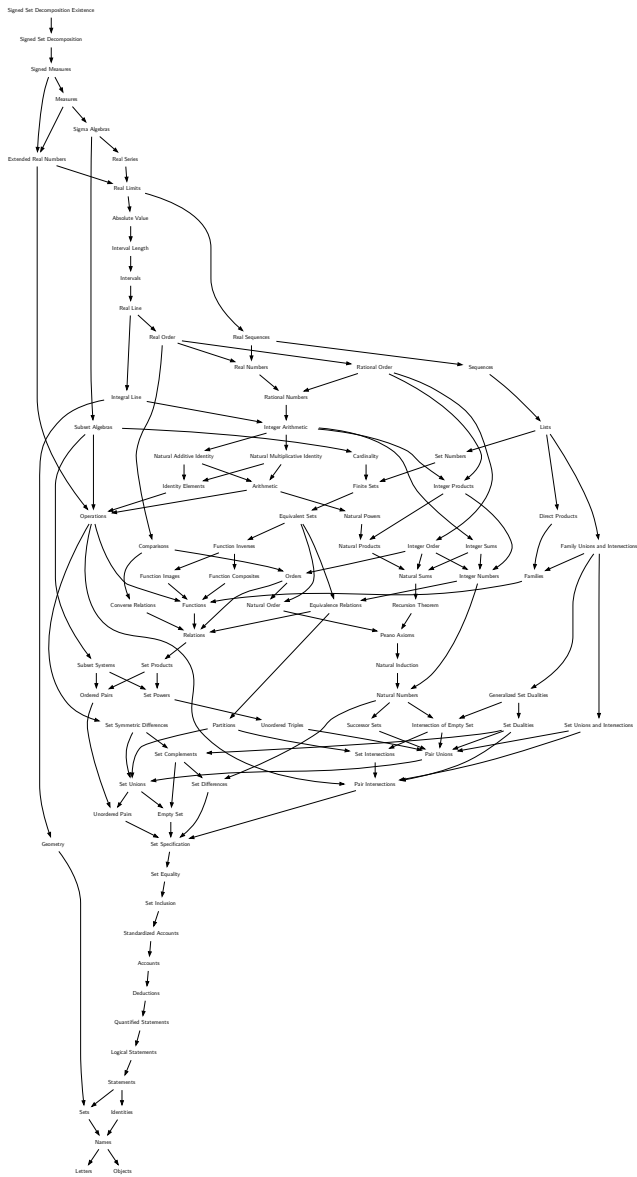 Signed Set Decomposition Existence
Signed Set Decomposition
Signed Measures
Measures
Sigma Algebras
Extended Real Numbers
Real Series
Real Limits
Absolute Value
Interval Length
Intervals
Real Line
Real Order
Real Sequences
Real Numbers
Rational Order
Sequences
Integral Line
Rational Numbers
Subset Algebras
Integer Arithmetic
Lists
Natural Additive Identity
Natural Multiplicative Identity
Cardinality
Set Numbers
Identity Elements
Arithmetic
Finite Sets
Integer Products
Operations
Equivalent Sets
Natural Powers
Direct Products
Comparisons
Function Inverses
Natural Products
Integer Order
Integer Sums
Family Unions and Intersections
Function Images
Function Composites
Orders
Natural Sums
Integer Numbers
Families
Converse Relations
Functions
Natural Order
Equivalence Relations
Recursion Theorem
Relations
Peano Axioms
Subset Systems
Set Products
Natural Induction
Ordered Pairs
Set Powers
Natural Numbers
Generalized Set Dualities
Set Symmetric Differences
Partitions
Unordered Triples
Successor Sets
Intersection of Empty Set
Set Dualities
Set Unions and Intersections
Set Complements
Set Intersections
Pair Unions
Set Unions
Set Differences
Pair Intersections
Unordered Pairs
Empty Set
Geometry
Set Specification
Set Equality
Set Inclusion
Standardized Accounts
Accounts
Deductions
Quantified Statements
Logical Statements
Statements
Sets
Identities
Names
Letters
Objects